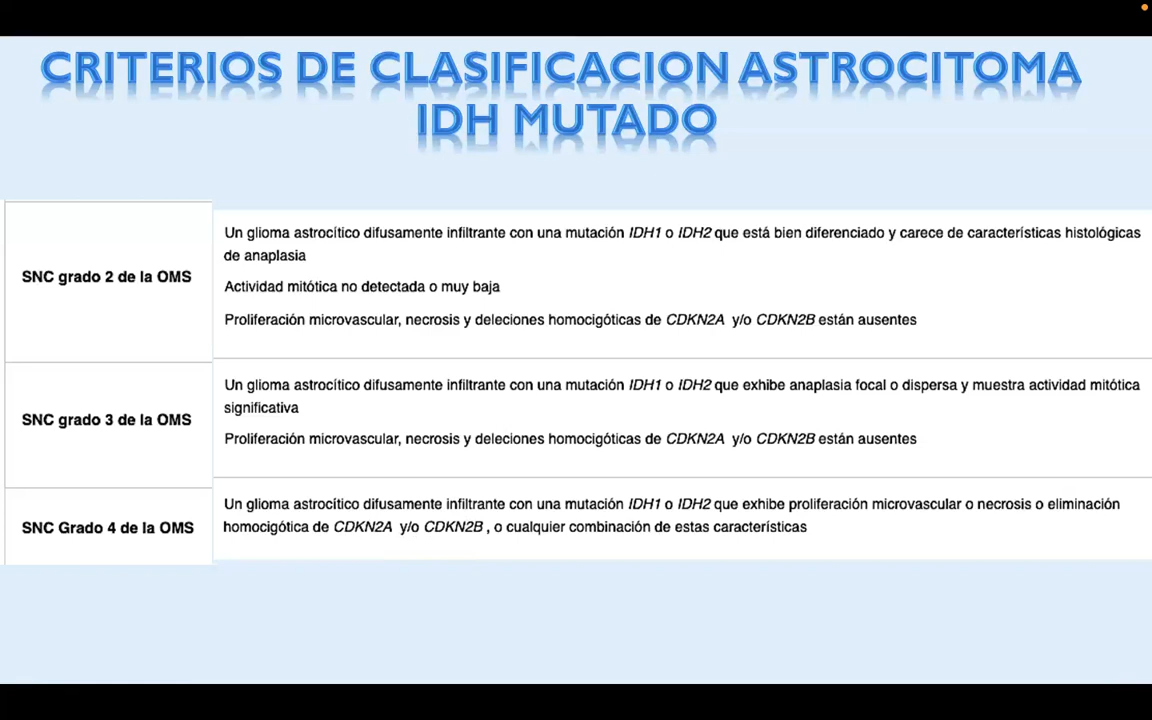 CRITERIOS DE CLASIFICACION ASTROCITOMA
IDH MUTADO
SNC grado 2 de la OMS
Un glioma astrocítico difusamente infiltrante con una mutación IDH1 o IDH2 que está bien diferenciado y carece de características histológicas
de anaplasia
Actividad mitótica no detectada o muy baja
Proliferación microvascular, necrosis y deleciones homocigóticas de CDKN2A y/o CDKN2B están ausentes
SNC grado 3 de la OMS
Un glioma astrocítico difusamente infiltrante con una mutación IDH1 o IDH2 que exhibe anaplasia focal o dispersa y muestra actividad mitótica
significativa
Proliferación microvascular, necrosis y deleciones homocigóticas de CDKN2A y/o CDKN2B están ausentes
SNC Grado 4 de la OMS
Un glioma astrocítico difusamente infiltrante con una mutación IDH1 o IDH2 que exhibe proliferación microvascular o necrosis o eliminación
homocigótica de CDKN2A y/o CDKN2B , o cualquier combinación de estas características